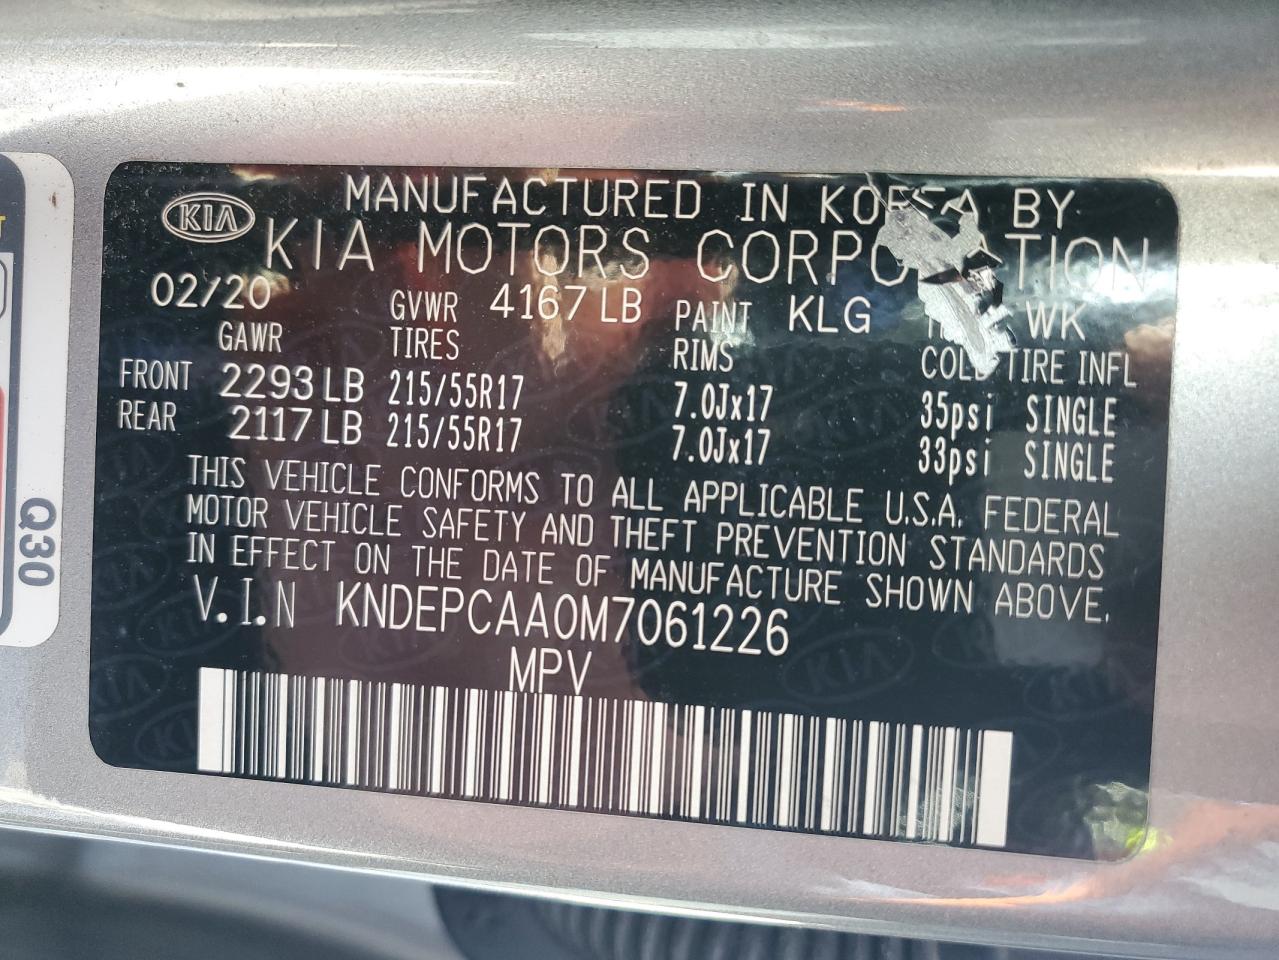 MANUFACTURED IN KOREA BY
KIA
KIA MOTORS CORPORATION
02/20 GVWR 4167 LB PAINT KLG WK
GAWR TIRES RIMS COLD TIRE INFL
FRONT 2293 LB 215/55R17 7.0Jx17 35psi SINGLE
REAR 2117 LB 215/55R17 7.0Jx17 33psi SINGLE
THIS VEHICLE CONFORMS TO ALL APPLICABLE U.S.A. FEDERAL
MOTOR VEHICLE SAFETY AND THEFT PREVENTION STANDARDS
IN EFFECT ON THE DATE OF MANUFACTURE SHOWN ABOVE.
V.I.N KNDEPCAA0M7061226
MPV
Q30